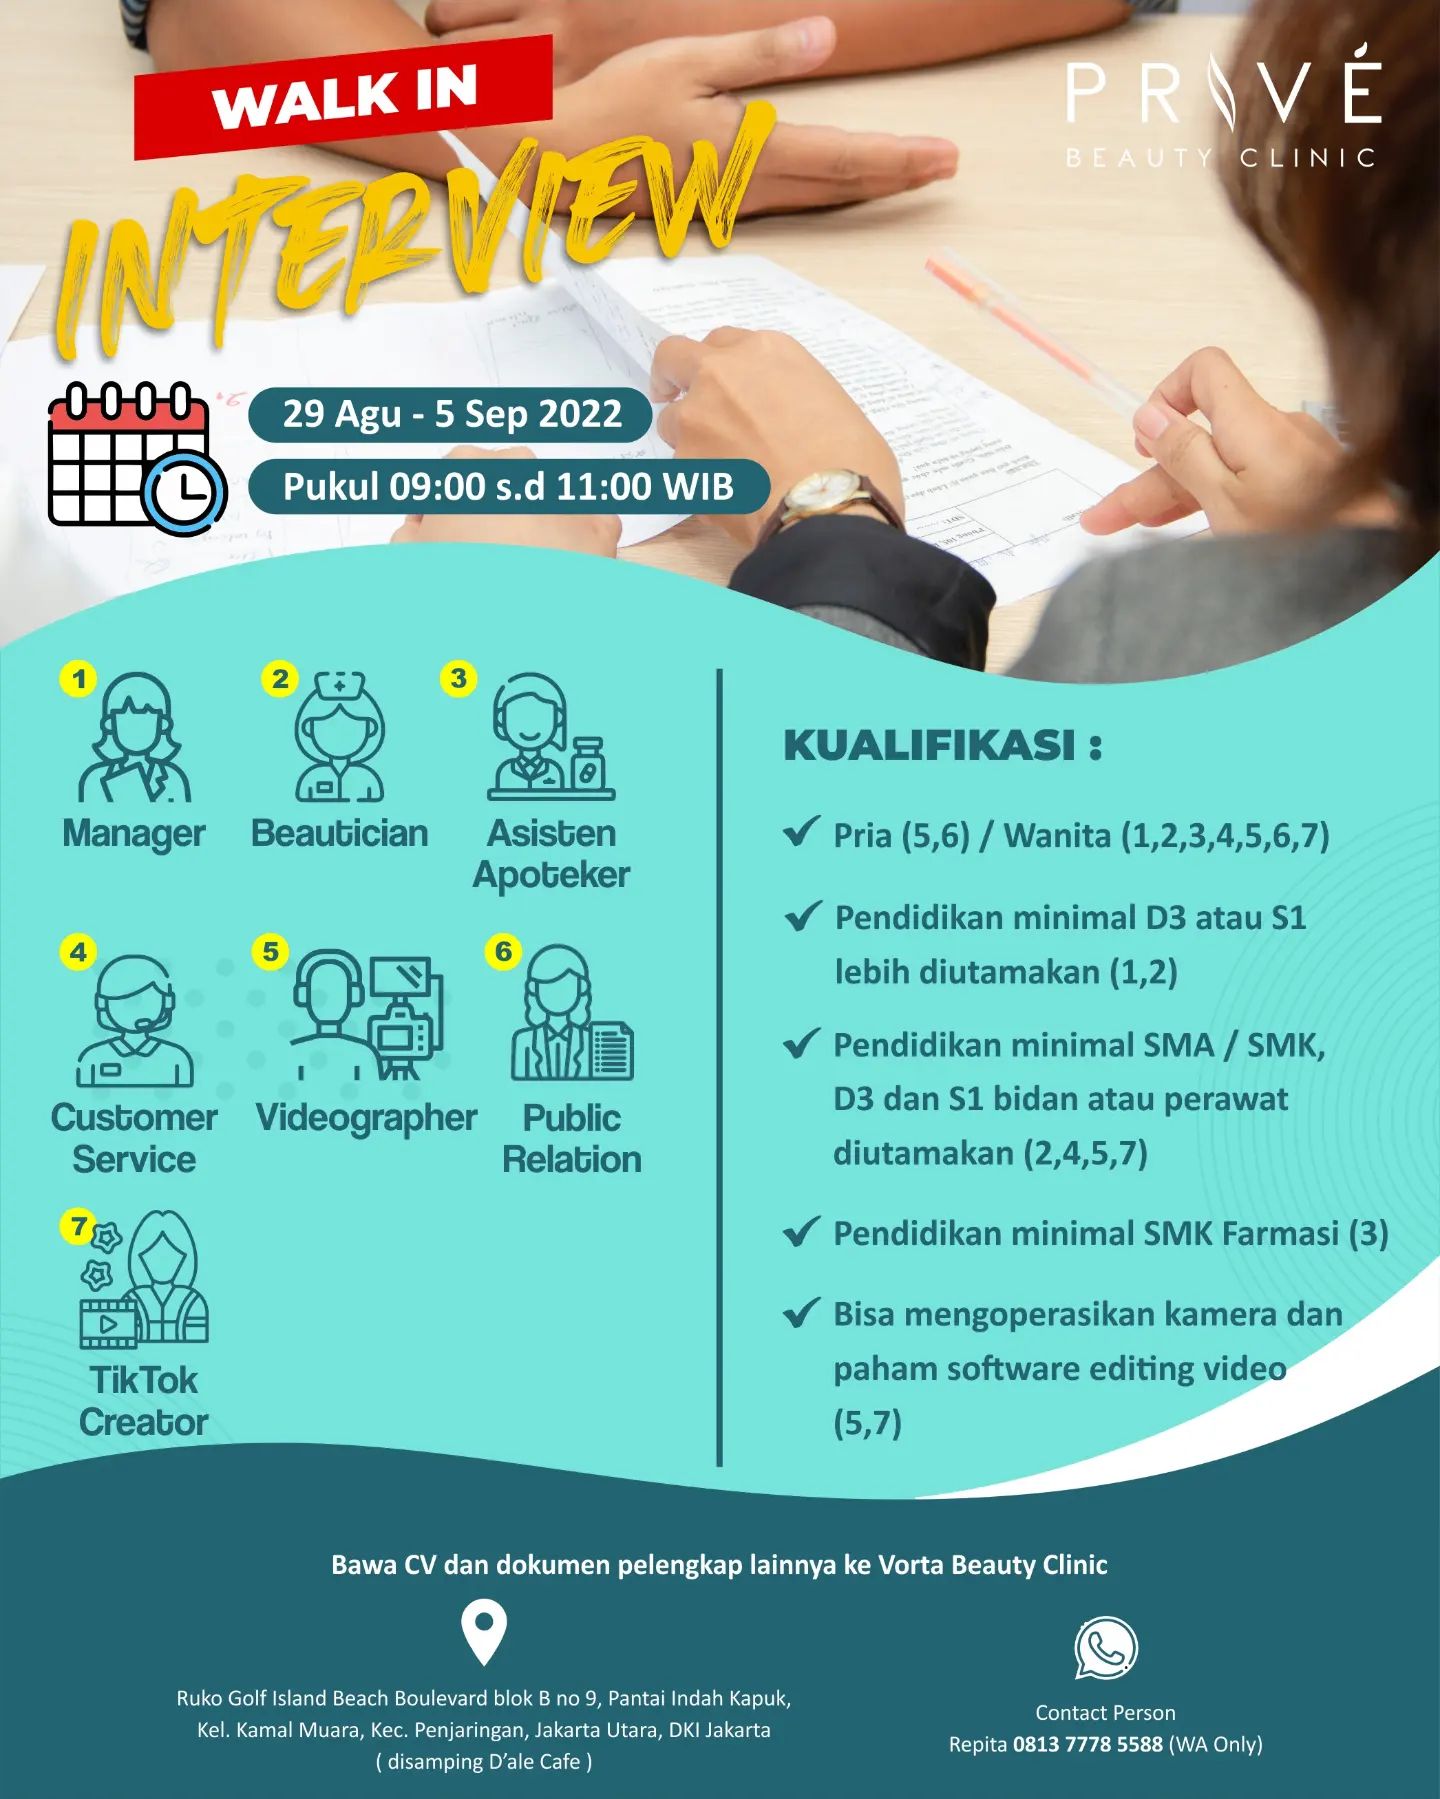 WALK IN
INTERVIEW
PRIVÉ
BEAUTY CLINIC
29 Agu - 5 Sep 2022
Pukul 09:00 s.d 11:00 WIB
1
Manager
2
Beautician
3
Asisten
Apoteker
4
Customer
Service
5
Videographer
6
Public
Relation
7
TikTok
Creator
KUALIFIKASI :
Pria (5,6) / Wanita (1,2,3,4,5,6,7)
Pendidikan minimal D3 atau S1
lebih diutamakan (1,2)
Pendidikan minimal SMA / SMK,
D3 dan S1 bidan atau perawat
diutamakan (2,4,5,7)
Pendidikan minimal SMK Farmasi (3)
Bisa mengoperasikan kamera dan
paham software editing video
(5,7)
Bawa CV dan dokumen pelengkap lainnya ke Vorta Beauty Clinic
Ruko Golf Island Beach Boulevard blok B no 9, Pantai Indah Kapuk,
Kel. Kamal Muara, Kec. Penjaringan, Jakarta Utara, DKI Jakarta
( disamping D'ale Cafe )
Contact Person
Repita 0813 7778 5588 (WA Only)